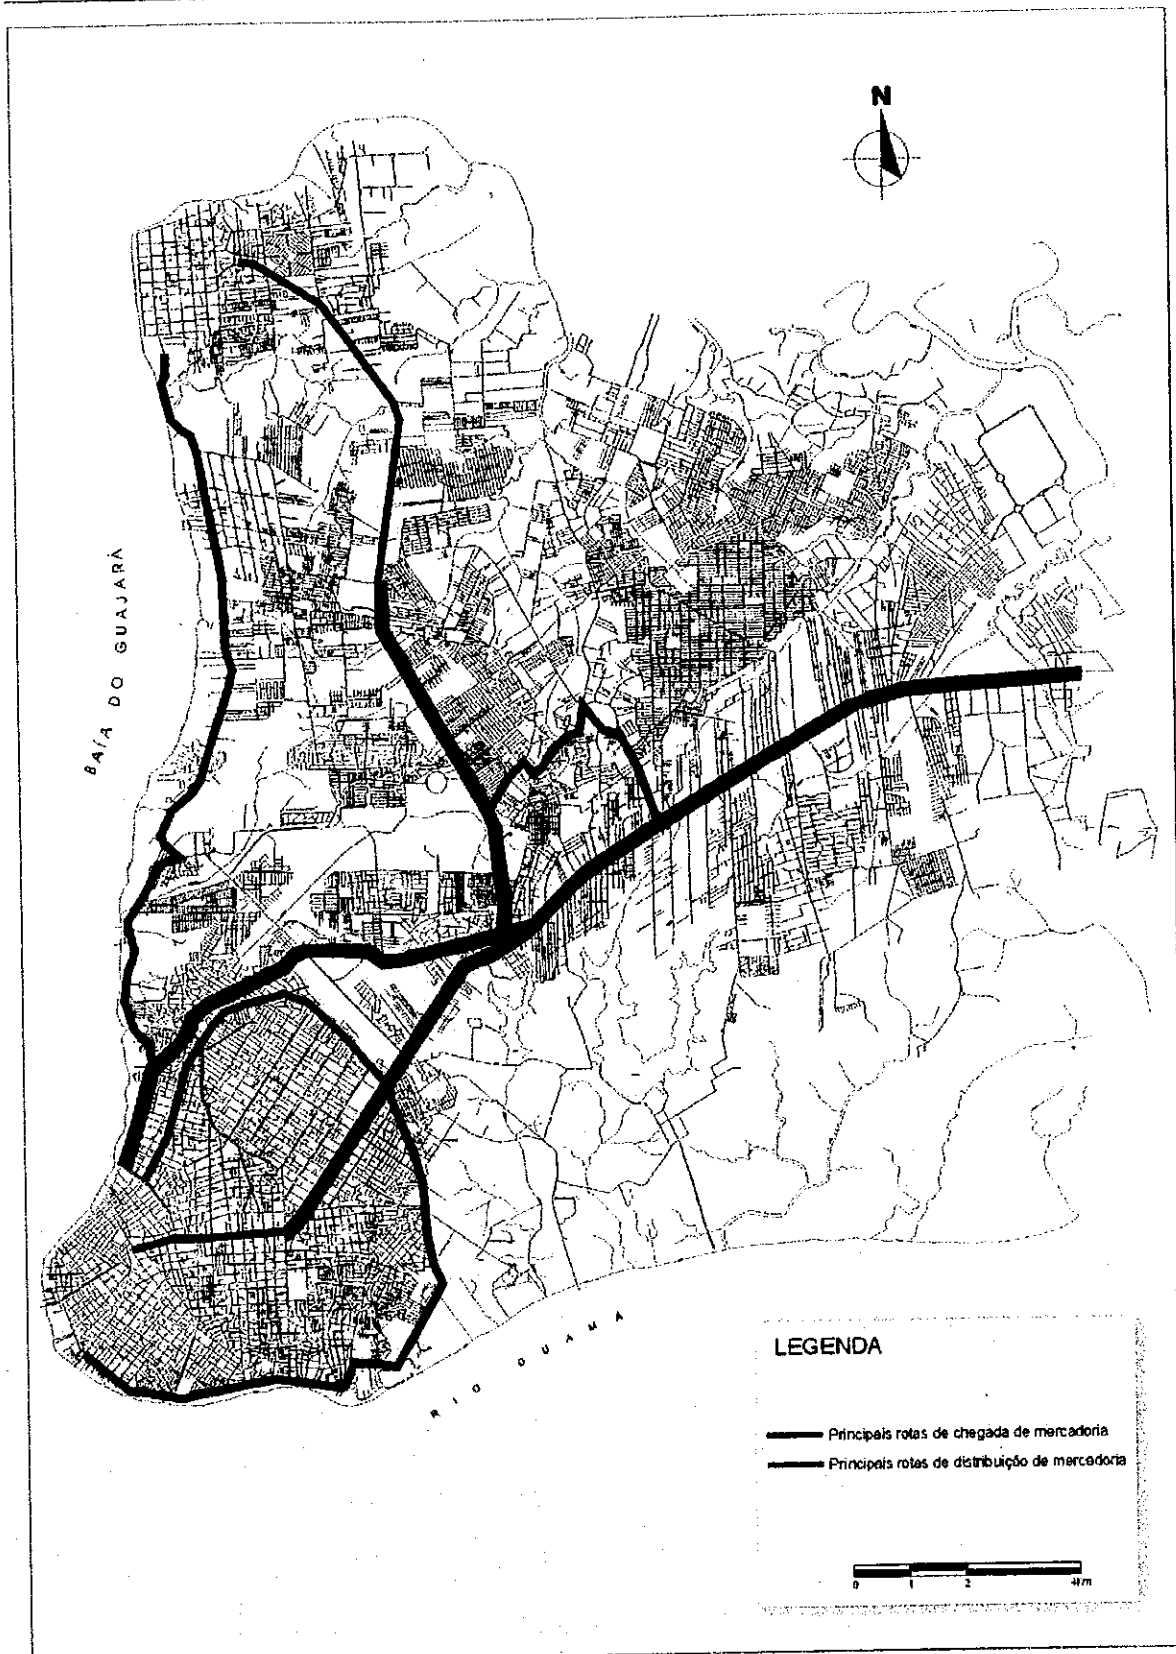 N
BAÍA DO GUAJARÁ
RIO GUAMÁ
LEGENDA
Principais rotas de chegada de mercadoria
Principais rotas de distribuição de mercadoria
0 1 2 4Km